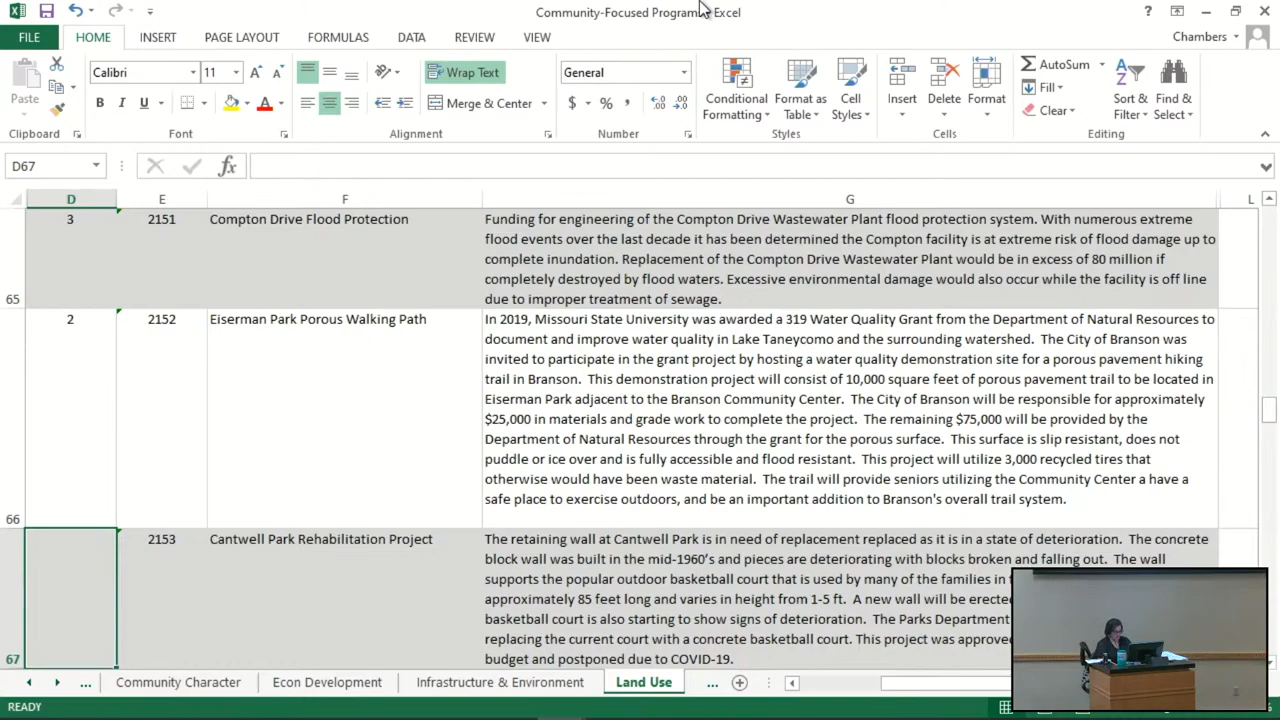 Community-Focused Programs - Excel
Chambers
FILE
HOME
INSERT
PAGE LAYOUT
FORMULAS
DATA
REVIEW
VIEW
Paste
Calibri
11
Wrap Text
General
Merge & Center
Conditional
Formatting
Format as
Table
Cell
Styles
Insert
Delete
Format
AutoSum
Fill
Clear
Sort &
Filter
Find &
Select
Clipboard
Font
Alignment
Number
Styles
Cells
Editing
D67
D E F G L
3 2151 Compton Drive Flood Protection Funding for engineering of the Compton Drive Wastewater Plant flood protection system. With numerous extreme
flood events over the last decade it has been determined the Compton facility is at extreme risk of flood damage up to
complete inundation. Replacement of the Compton Drive Wastewater Plant would be in excess of 80 million if
completely destroyed by flood waters. Excessive environmental damage would also occur while the facility is off line
65 due to improper treatment of sewage.
2 2152 Eiserman Park Porous Walking Path In 2019, Missouri State University was awarded a 319 Water Quality Grant from the Department of Natural Resources to
document and improve water quality in Lake Taneycomo and the surrounding watershed. The City of Branson was
invited to participate in the grant project by hosting a water quality demonstration site for a porous pavement hiking
trail in Branson. This demonstration project will consist of 10,000 square feet of porous pavement trail to be located in
Eiserman Park adjacent to the Branson Community Center. The City of Branson will be responsible for approximately
$25,000 in materials and grade work to complete the project. The remaining $75,000 will be provided by the
Department of Natural Resources through the grant for the porous surface. This surface is slip resistant, does not
puddle or ice over and is fully accessible and flood resistant. This project will utilize 3,000 recycled tires that
otherwise would have been waste material. The trail will provide seniors utilizing the Community Center a have a
safe place to exercise outdoors, and be an important addition to Branson's overall trail system.
66
2153 Cantwell Park Rehabilitation Project The retaining wall at Cantwell Park is in need of replacement replaced as it is in a state of deterioration. The concrete
block wall was built in the mid-1960's and pieces are deteriorating with blocks broken and falling out. The wall
supports the popular outdoor basketball court that is used by many of the families in
approximately 85 feet long and varies in height from 1-5 ft. A new wall will be erected
basketball court is also starting to show signs of deterioration. The Parks Department
replacing the current court with a concrete basketball court. This project was approved
67 budget and postponed due to COVID-19.
... Community Character Econ Development Infrastructure & Environment Land Use ...
READY